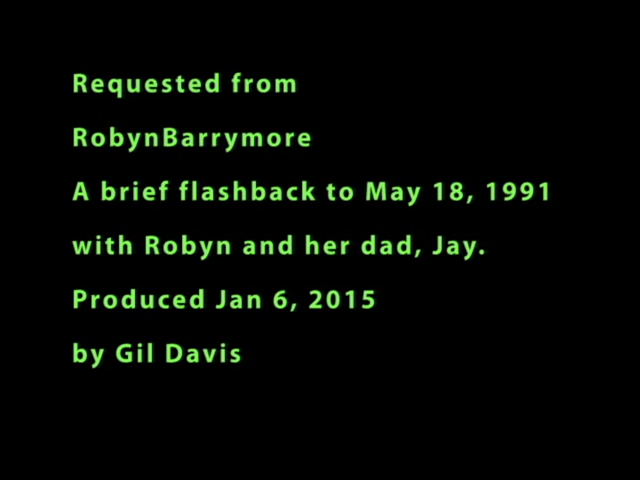 Requested from
RobynBarrymore
A brief flashback to May 18, 1991
with Robyn and her dad, Jay.
Produced Jan 6, 2015
by Gil Davis